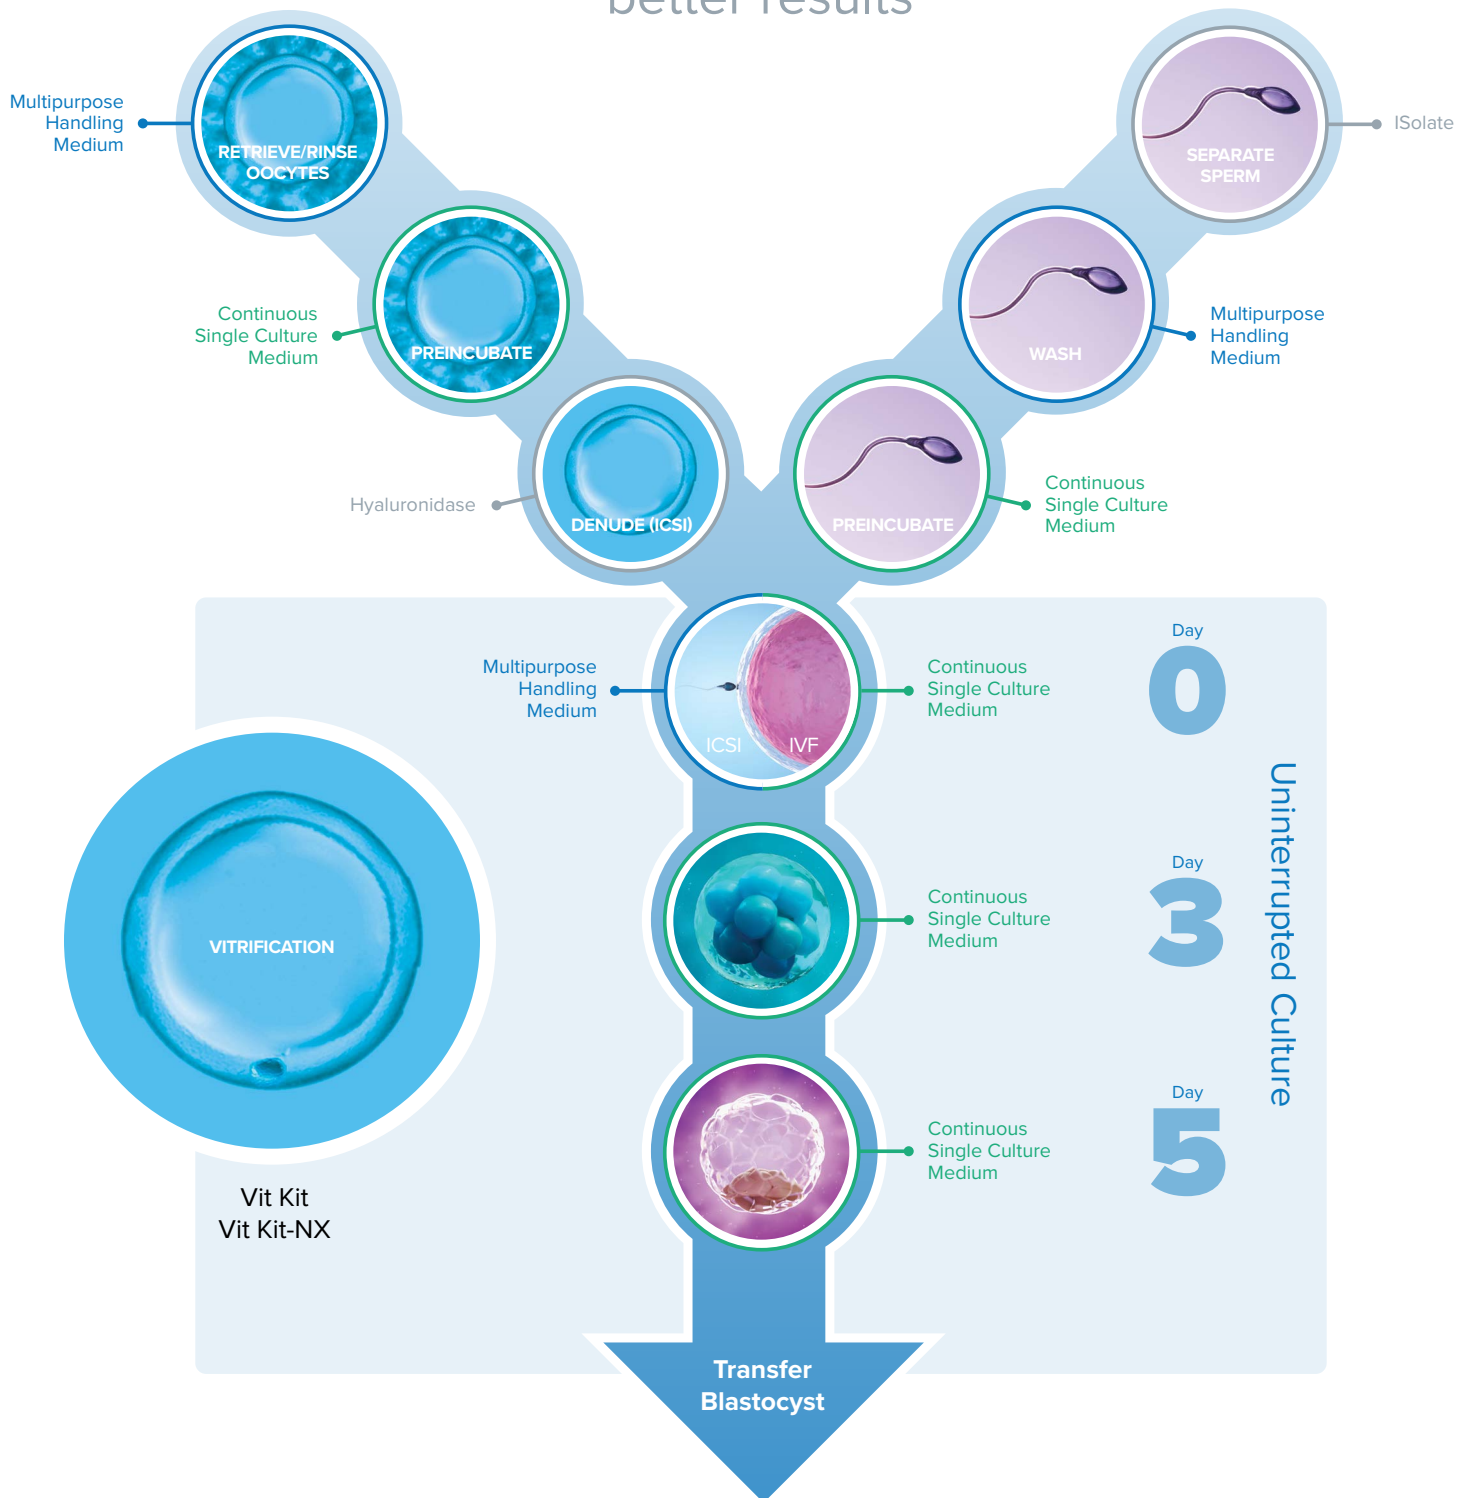 better results
Multipurpose
Handling
Medium
RETRIEVE/RINSE
OOCYTES
SEPARATE
SPERM
ISolate
Continuous
Single Culture
Medium
PREINCUBATE
WASH
Multipurpose
Handling
Medium
Hyaluronidase
DENUDE (ICSI)
PREINCUBATE
Continuous
Single Culture
Medium
Multipurpose
Handling
Medium
ICSI
IVF
Continuous
Single Culture
Medium
Day
0
VITRIFICATION
Vit Kit
Vit Kit-NX
Continuous
Single Culture
Medium
Day
3
Uninterrupted Culture
Continuous
Single Culture
Medium
Day
5
Transfer
Blastocyst